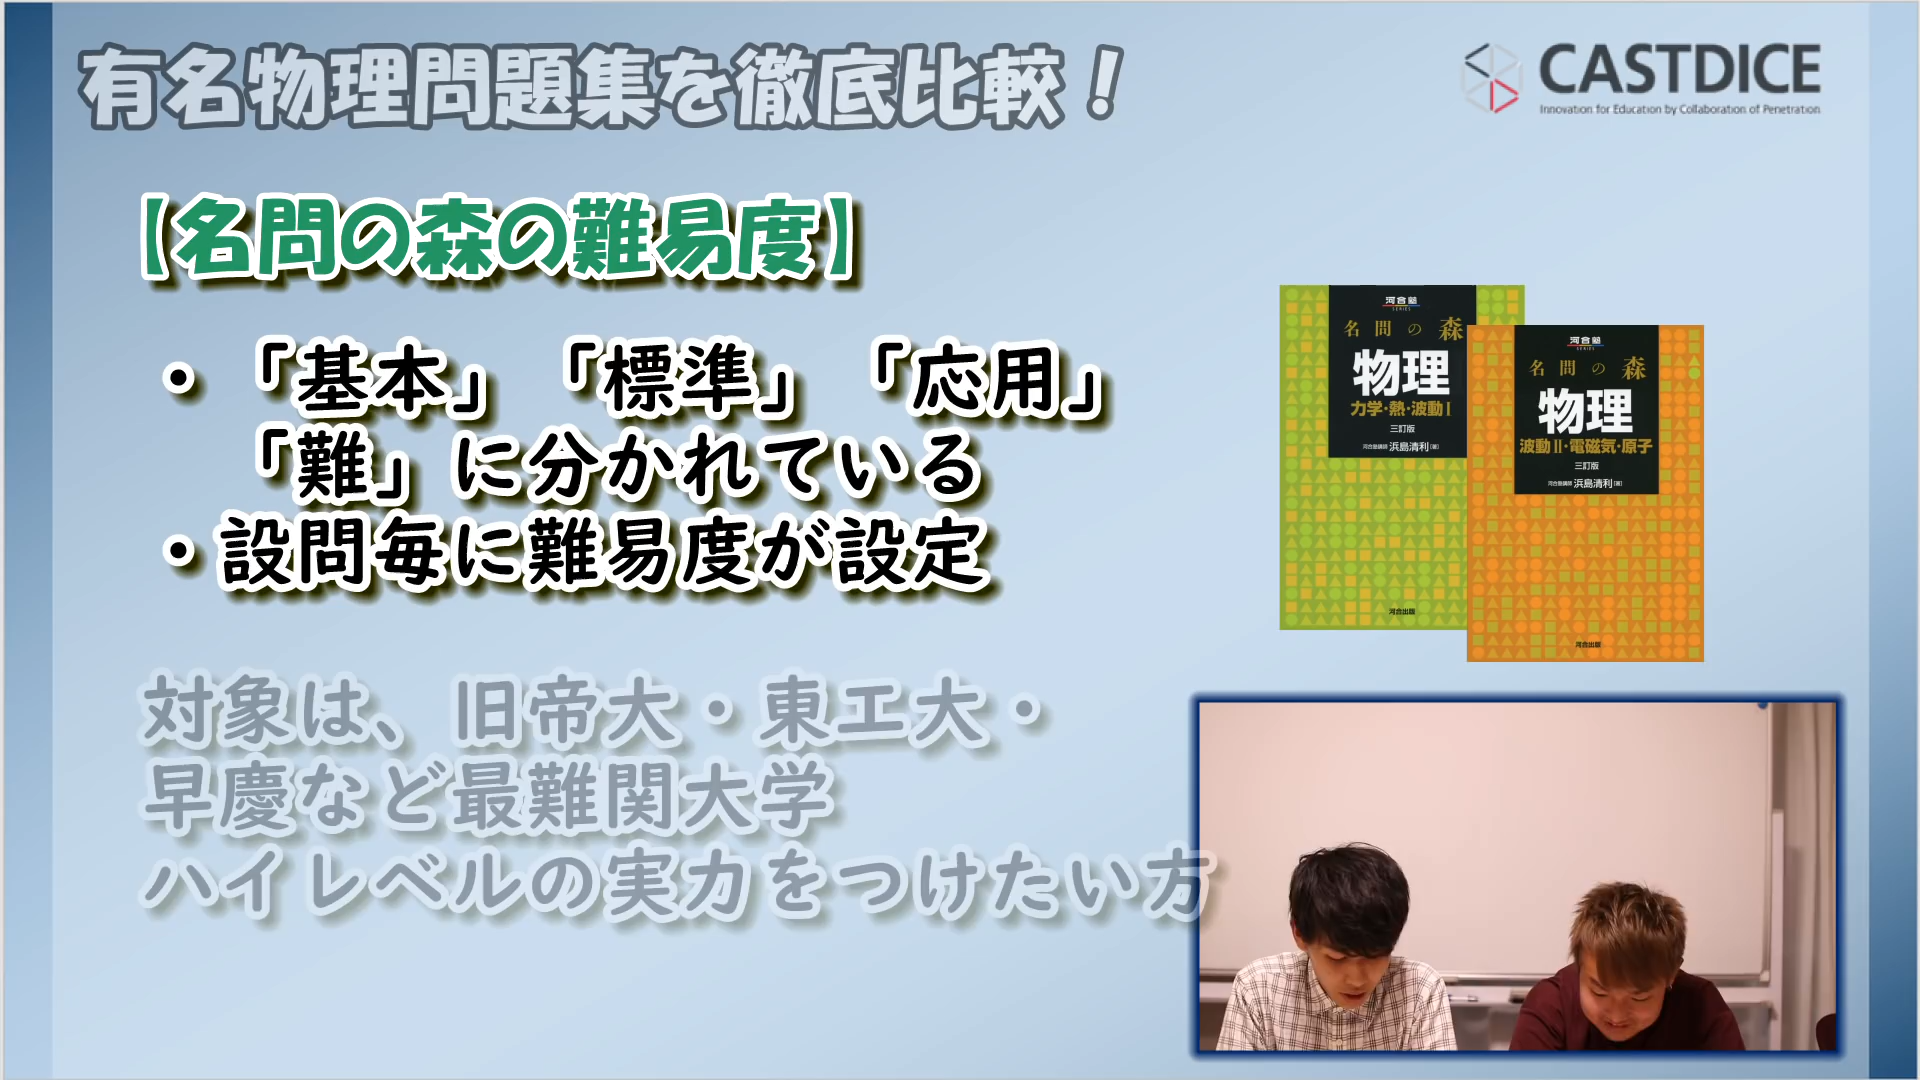 有名物理問題集を徹底比較！
CASTDICE
Innovation for Education by Collaboration of Penetration
【名問の森の難易度】
・「基本」「標準」「応用」
「難」に分かれている
・設問毎に難易度が設定
対象は、旧帝大・東工大・
早慶など最難関大学
ハイレベルの実力をつけたい方
河合塾
SERIES
名問の森
物理
力学・熱・波動Ⅰ
三訂版
河合塾講師 浜島清利[著]
河合出版
河合塾
SERIES
名問の森
物理
波動Ⅱ・電磁気・原子
三訂版
河合塾講師 浜島清利[著]
河合出版